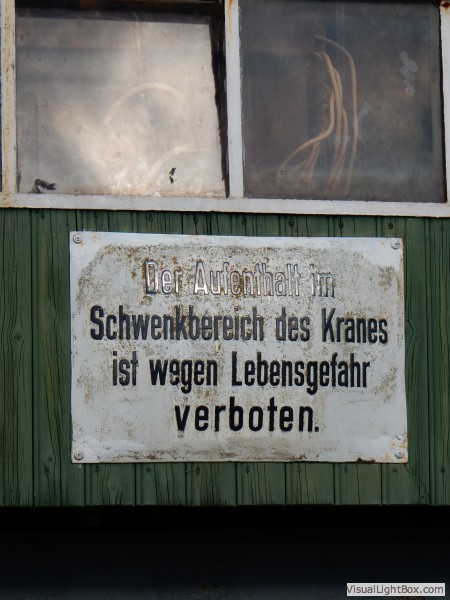 Der Aufenthalt im
Schwenkbereich des Kranes
ist wegen Lebensgefahr
verboten.
VisualLightBox.com